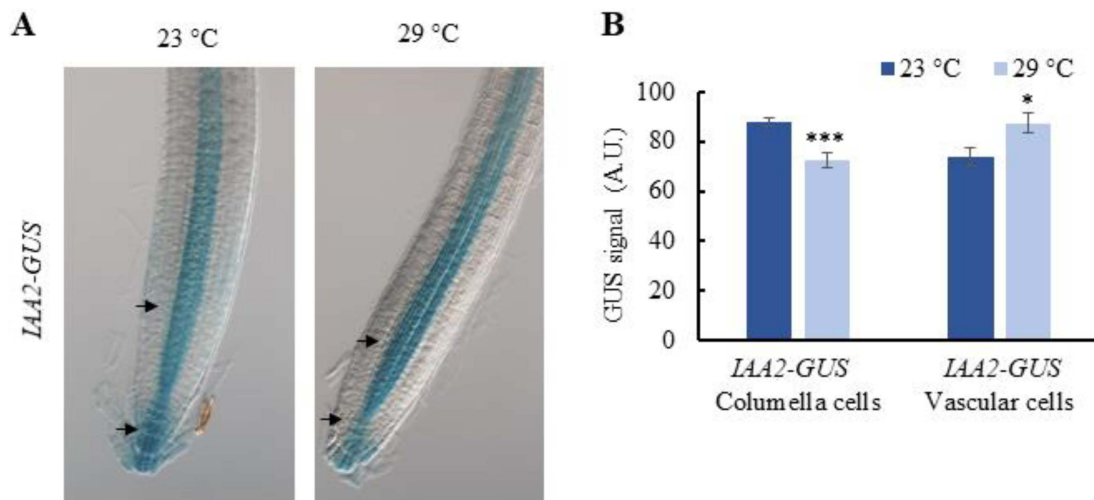 A
23 °C
29 °C
IAA2-GUS
B
23 °C
29 °C
GUS signal (A.U.)
100
80
60
40
20
0
***
*
IAA2-GUS
Columella cells
IAA2-GUS
Vascular cells